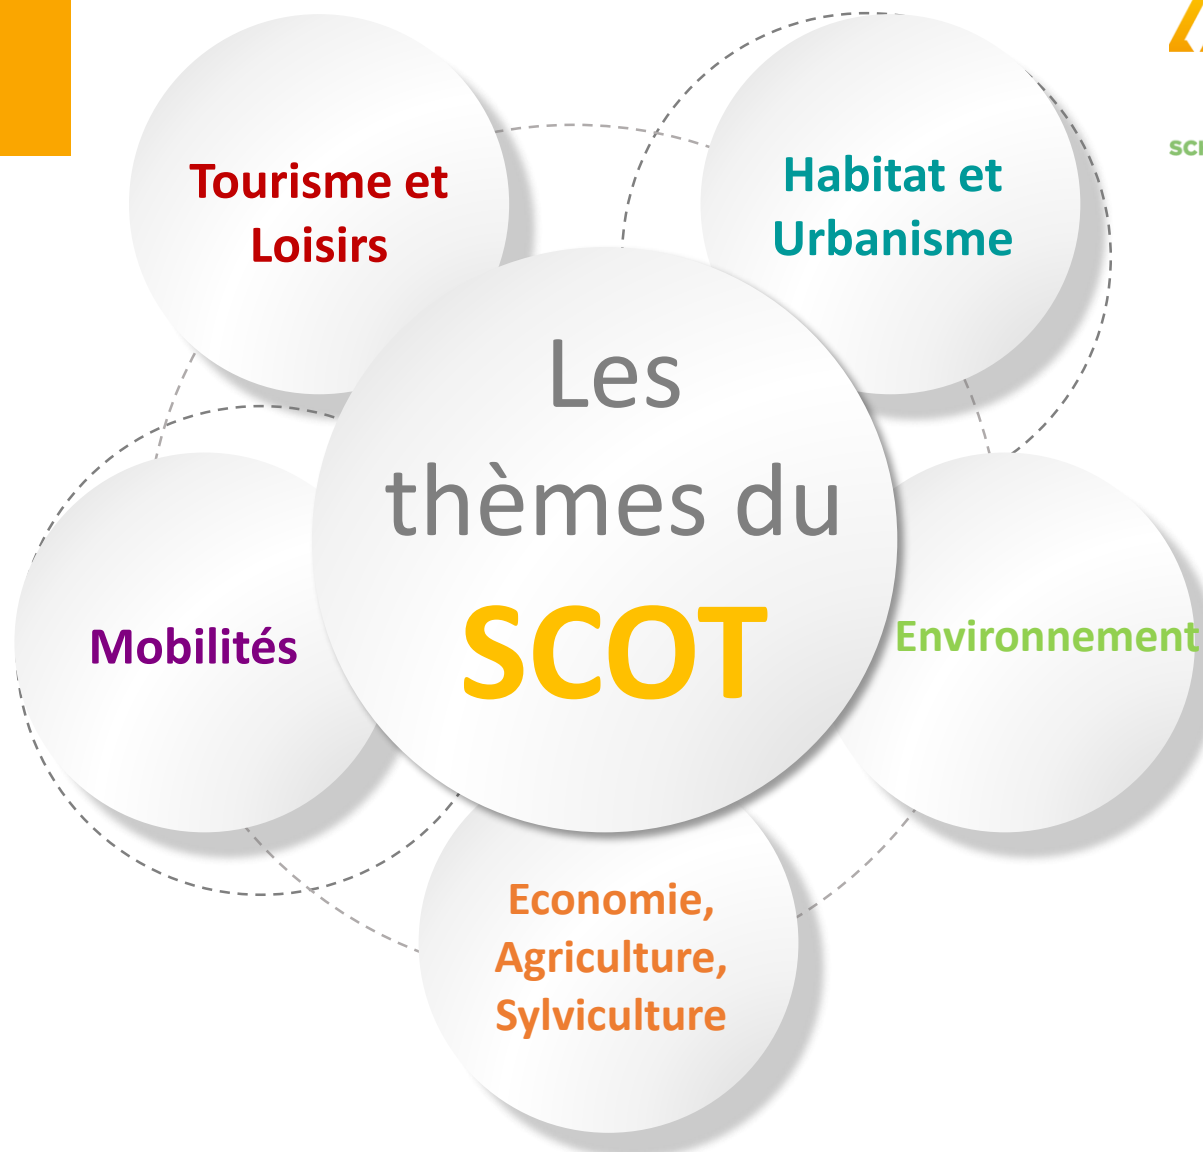 Tourisme et
Loisirs
Habitat et
Urbanisme
Les
thèmes du
SCOT
Mobilités
Environnement
Economie,
Agriculture,
Sylviculture